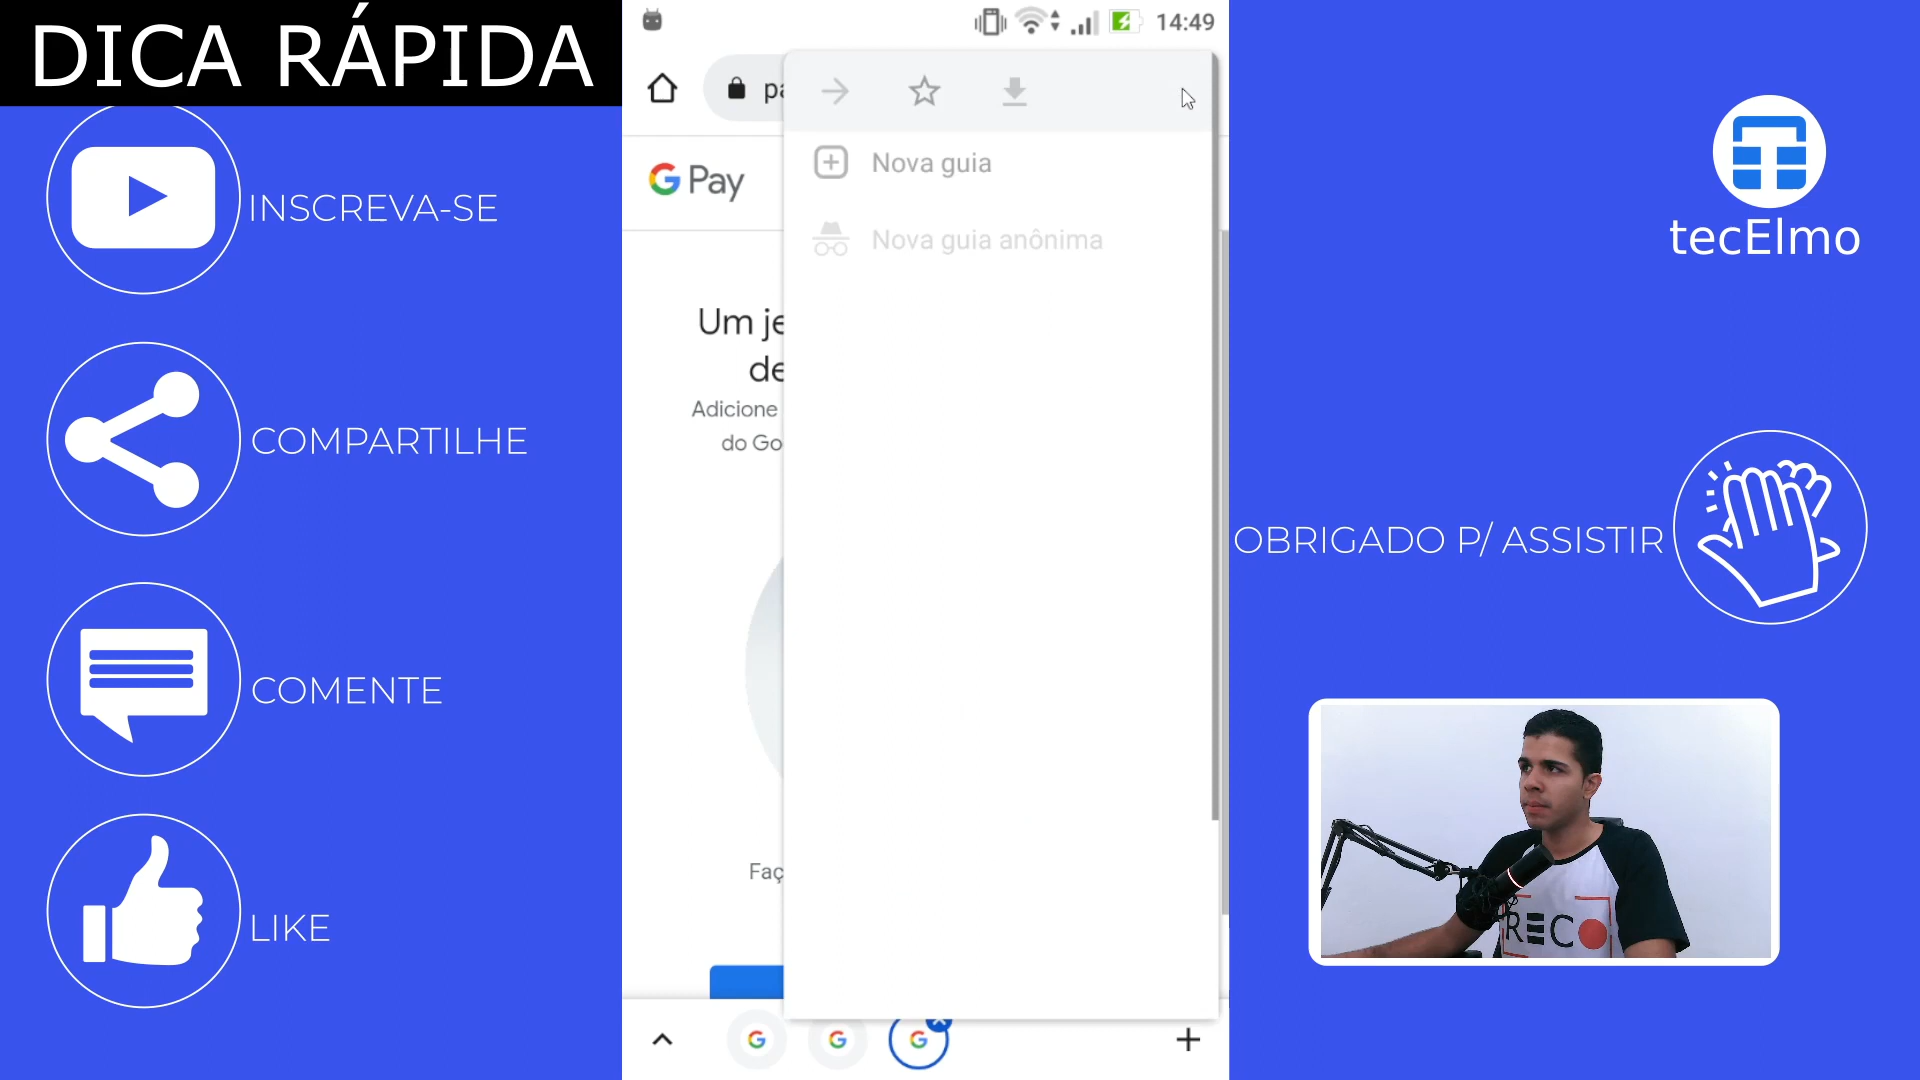 DICA RÁPIDA
INSCREVA-SE
COMPARTILHE
COMENTE
LIKE
14:49
pa
Nova guia
Nova guia anônima
G Pay
Um je
de
Adicione
do Go
Faç
tecElmo
OBRIGADO P/ ASSISTIR
REC